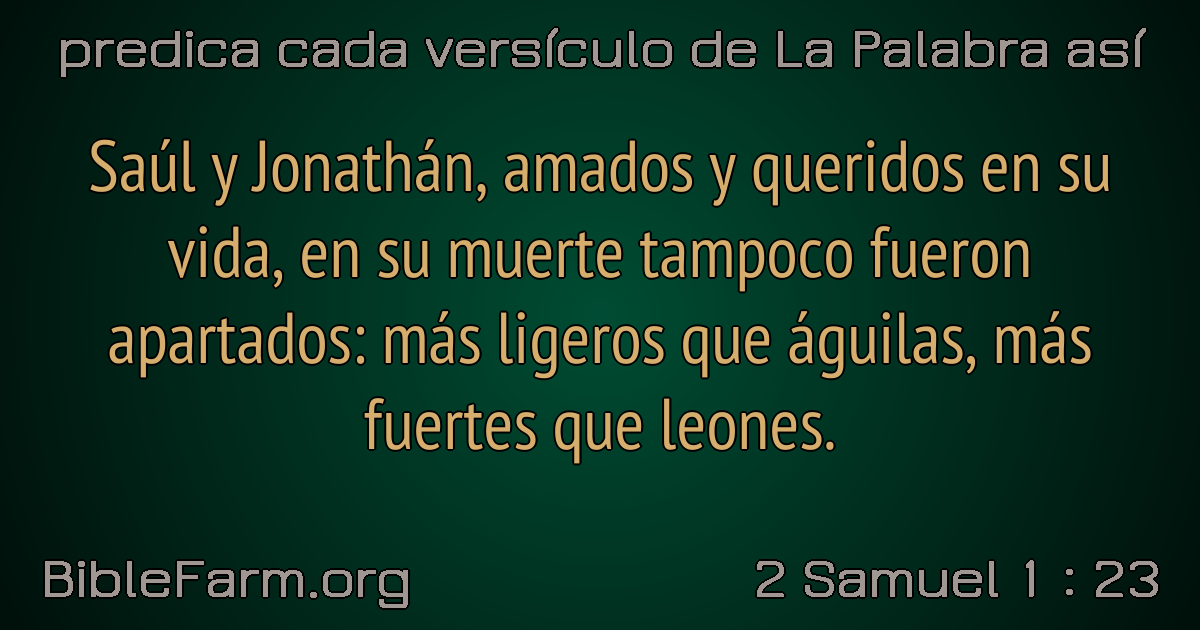 predica cada versículo de La Palabra así
Saúl y Jonathán, amados y queridos en su
vida, en su muerte tampoco fueron
apartados: más ligeros que águilas, más
fuertes que leones.
BibleFarm.org
2 Samuel 1 : 23